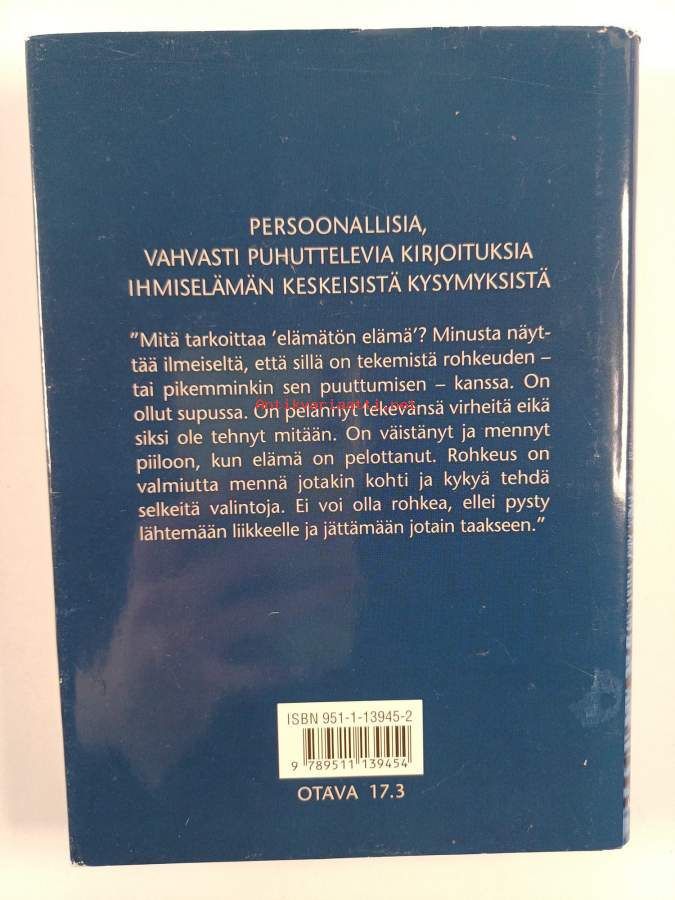 PERSOONALLISIA,
VAHVASTI PUHUTTELEVIA KIRJOITUKSIA
IHMISELÄMÄN KESKEISISTÄ KYSYMYKSISTÄ
”Mitä tarkoittaa ’elämätön elämä’? Minusta näyt-
tää ilmeiseltä, että sillä on tekemistä rohkeuden –
tai pikemminkin sen puuttumisen – kanssa. On
Antikvariaatti.net
ollut supussa. On pelännyt tekevänsä virheitä eikä
siksi ole tehnyt mitään. On väistänyt ja mennyt
piiloon, kun elämä on pelottanut. Rohkeus on
valmiutta mennä jotakin kohti ja kykyä tehdä
selkeitä valintoja. Ei voi olla rohkea, ellei pysty
lähtemään liikkeelle ja jättämään jotain taakseen.”
ISBN 951-1-13945-2
9 789511 139454
OTAVA 17.3